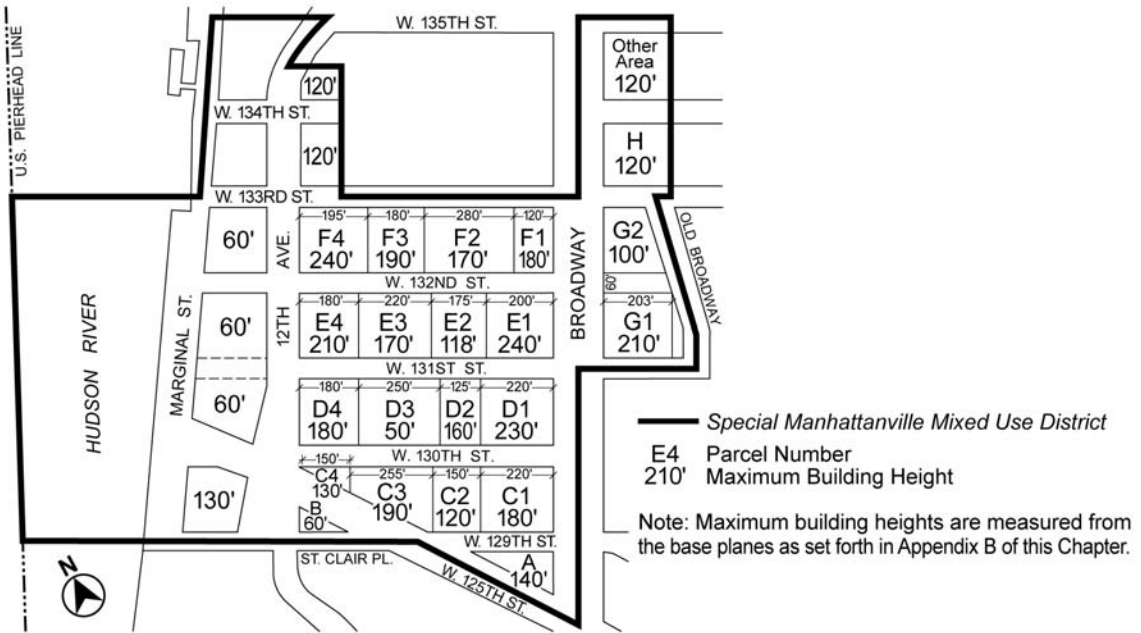 U.S. PIERHEAD LINE
W. 135TH ST.
Other
Area
120'
120'
W. 134TH ST.
120'
H
120'
W. 133RD ST.
60'
AVE.
195'
180'
280'
120'
F4
240'
F3
190'
F2
170'
F1
180'
BROADWAY
G2
100'
OLD BROADWAY
W. 132ND ST.
60'
HUDSON RIVER
MARGINAL ST.
60'
12TH
180'
220'
175'
200'
E4
210'
E3
170'
E2
118'
E1
240'
203'
G1
210'
W. 131ST ST.
60'
180'
250'
125'
220'
D4
180'
D3
50'
D2
160'
D1
230'
W. 130TH ST.
130'
150'
C4
130'
B
60'
255'
C3
190'
150'
C2
120'
220'
C1
180'
W. 129TH ST.
ST. CLAIR PL.
W. 125TH ST.
A
140'
N
Special Manhattanville Mixed Use District
E4 Parcel Number
210' Maximum Building Height
Note: Maximum building heights are measured from
the base planes as set forth in Appendix B of this Chapter.